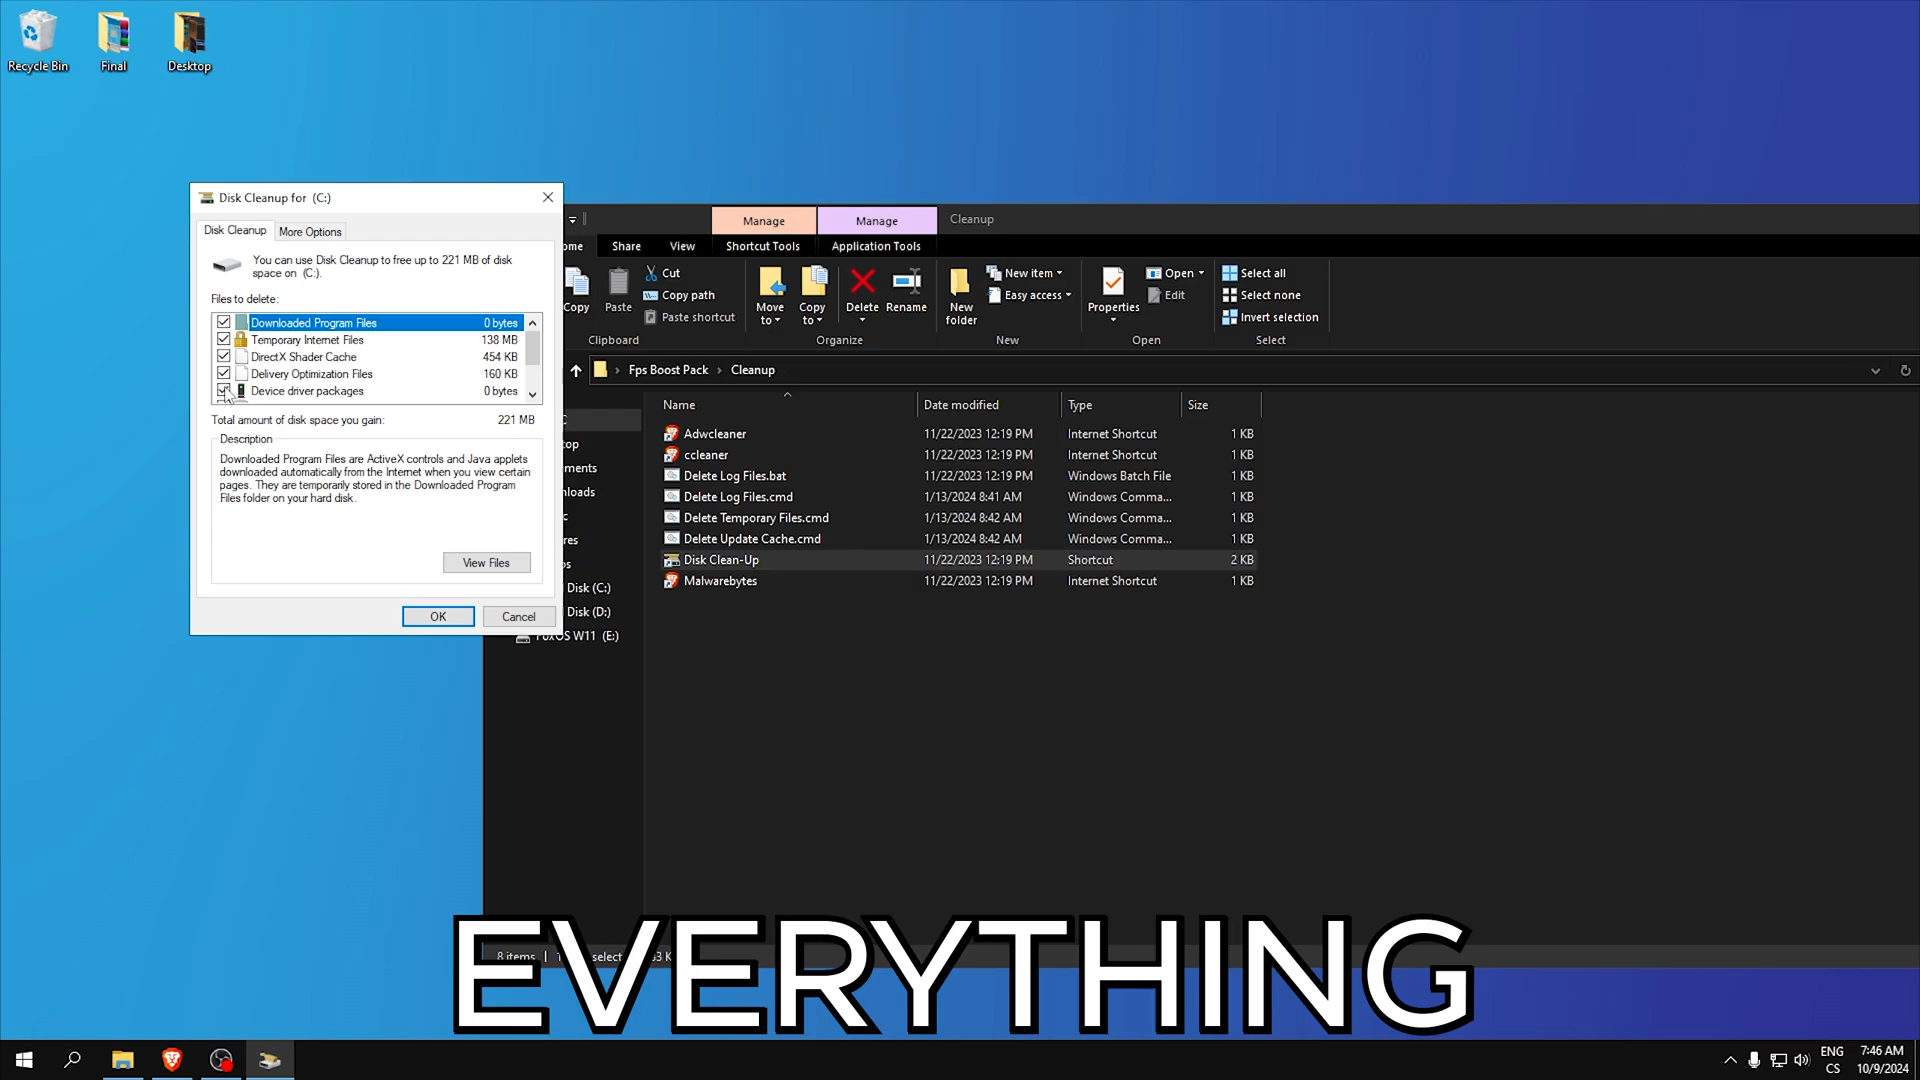 Recycle Bin
Final
Desktop
Disk Cleanup for (C:)
Disk Cleanup
More Options
You can use Disk Cleanup to free up to 221 MB of disk
space on (C:).
Files to delete:
Downloaded Program Files 0 bytes
Temporary Internet Files 138 MB
DirectX Shader Cache 454 KB
Delivery Optimization Files 160 KB
Device driver packages 0 bytes
Total amount of disk space you gain: 221 MB
Description
Downloaded Program Files are ActiveX controls and Java applets
downloaded automatically from the Internet when you view certain
pages. They are temporarily stored in the Downloaded Program
Files folder on your hard disk.
View Files
OK Cancel
Manage Manage Cleanup
ome Share View Shortcut Tools Application Tools
Copy
Paste
Cut
Copy path
Paste shortcut
Clipboard
Move
to
Copy
to
Delete
Rename
Organize
New
folder
New item
Easy access
New
Properties
Open
Edit
Open
Select all
Select none
Invert selection
Select
Fps Boost Pack › Cleanup
top
uments
nloads
c
res
os
Disk (C:)
Disk (D:)
FoxOS W11 (E:)
Name Date modified Type Size
Adwcleaner 11/22/2023 12:19 PM Internet Shortcut 1 KB
ccleaner 11/22/2023 12:19 PM Internet Shortcut 1 KB
Delete Log Files.bat 11/22/2023 12:19 PM Windows Batch File 1 KB
Delete Log Files.cmd 1/13/2024 8:41 AM Windows Comma... 1 KB
Delete Temporary Files.cmd 1/13/2024 8:42 AM Windows Comma... 1 KB
Delete Update Cache.cmd 1/13/2024 8:42 AM Windows Comma... 1 KB
Disk Clean-Up 11/22/2023 12:19 PM Shortcut 2 KB
Malwarebytes 11/22/2023 12:19 PM Internet Shortcut 1 KB
8 items
EVERYTHING
ENG
CS
7:46 AM
10/9/2024